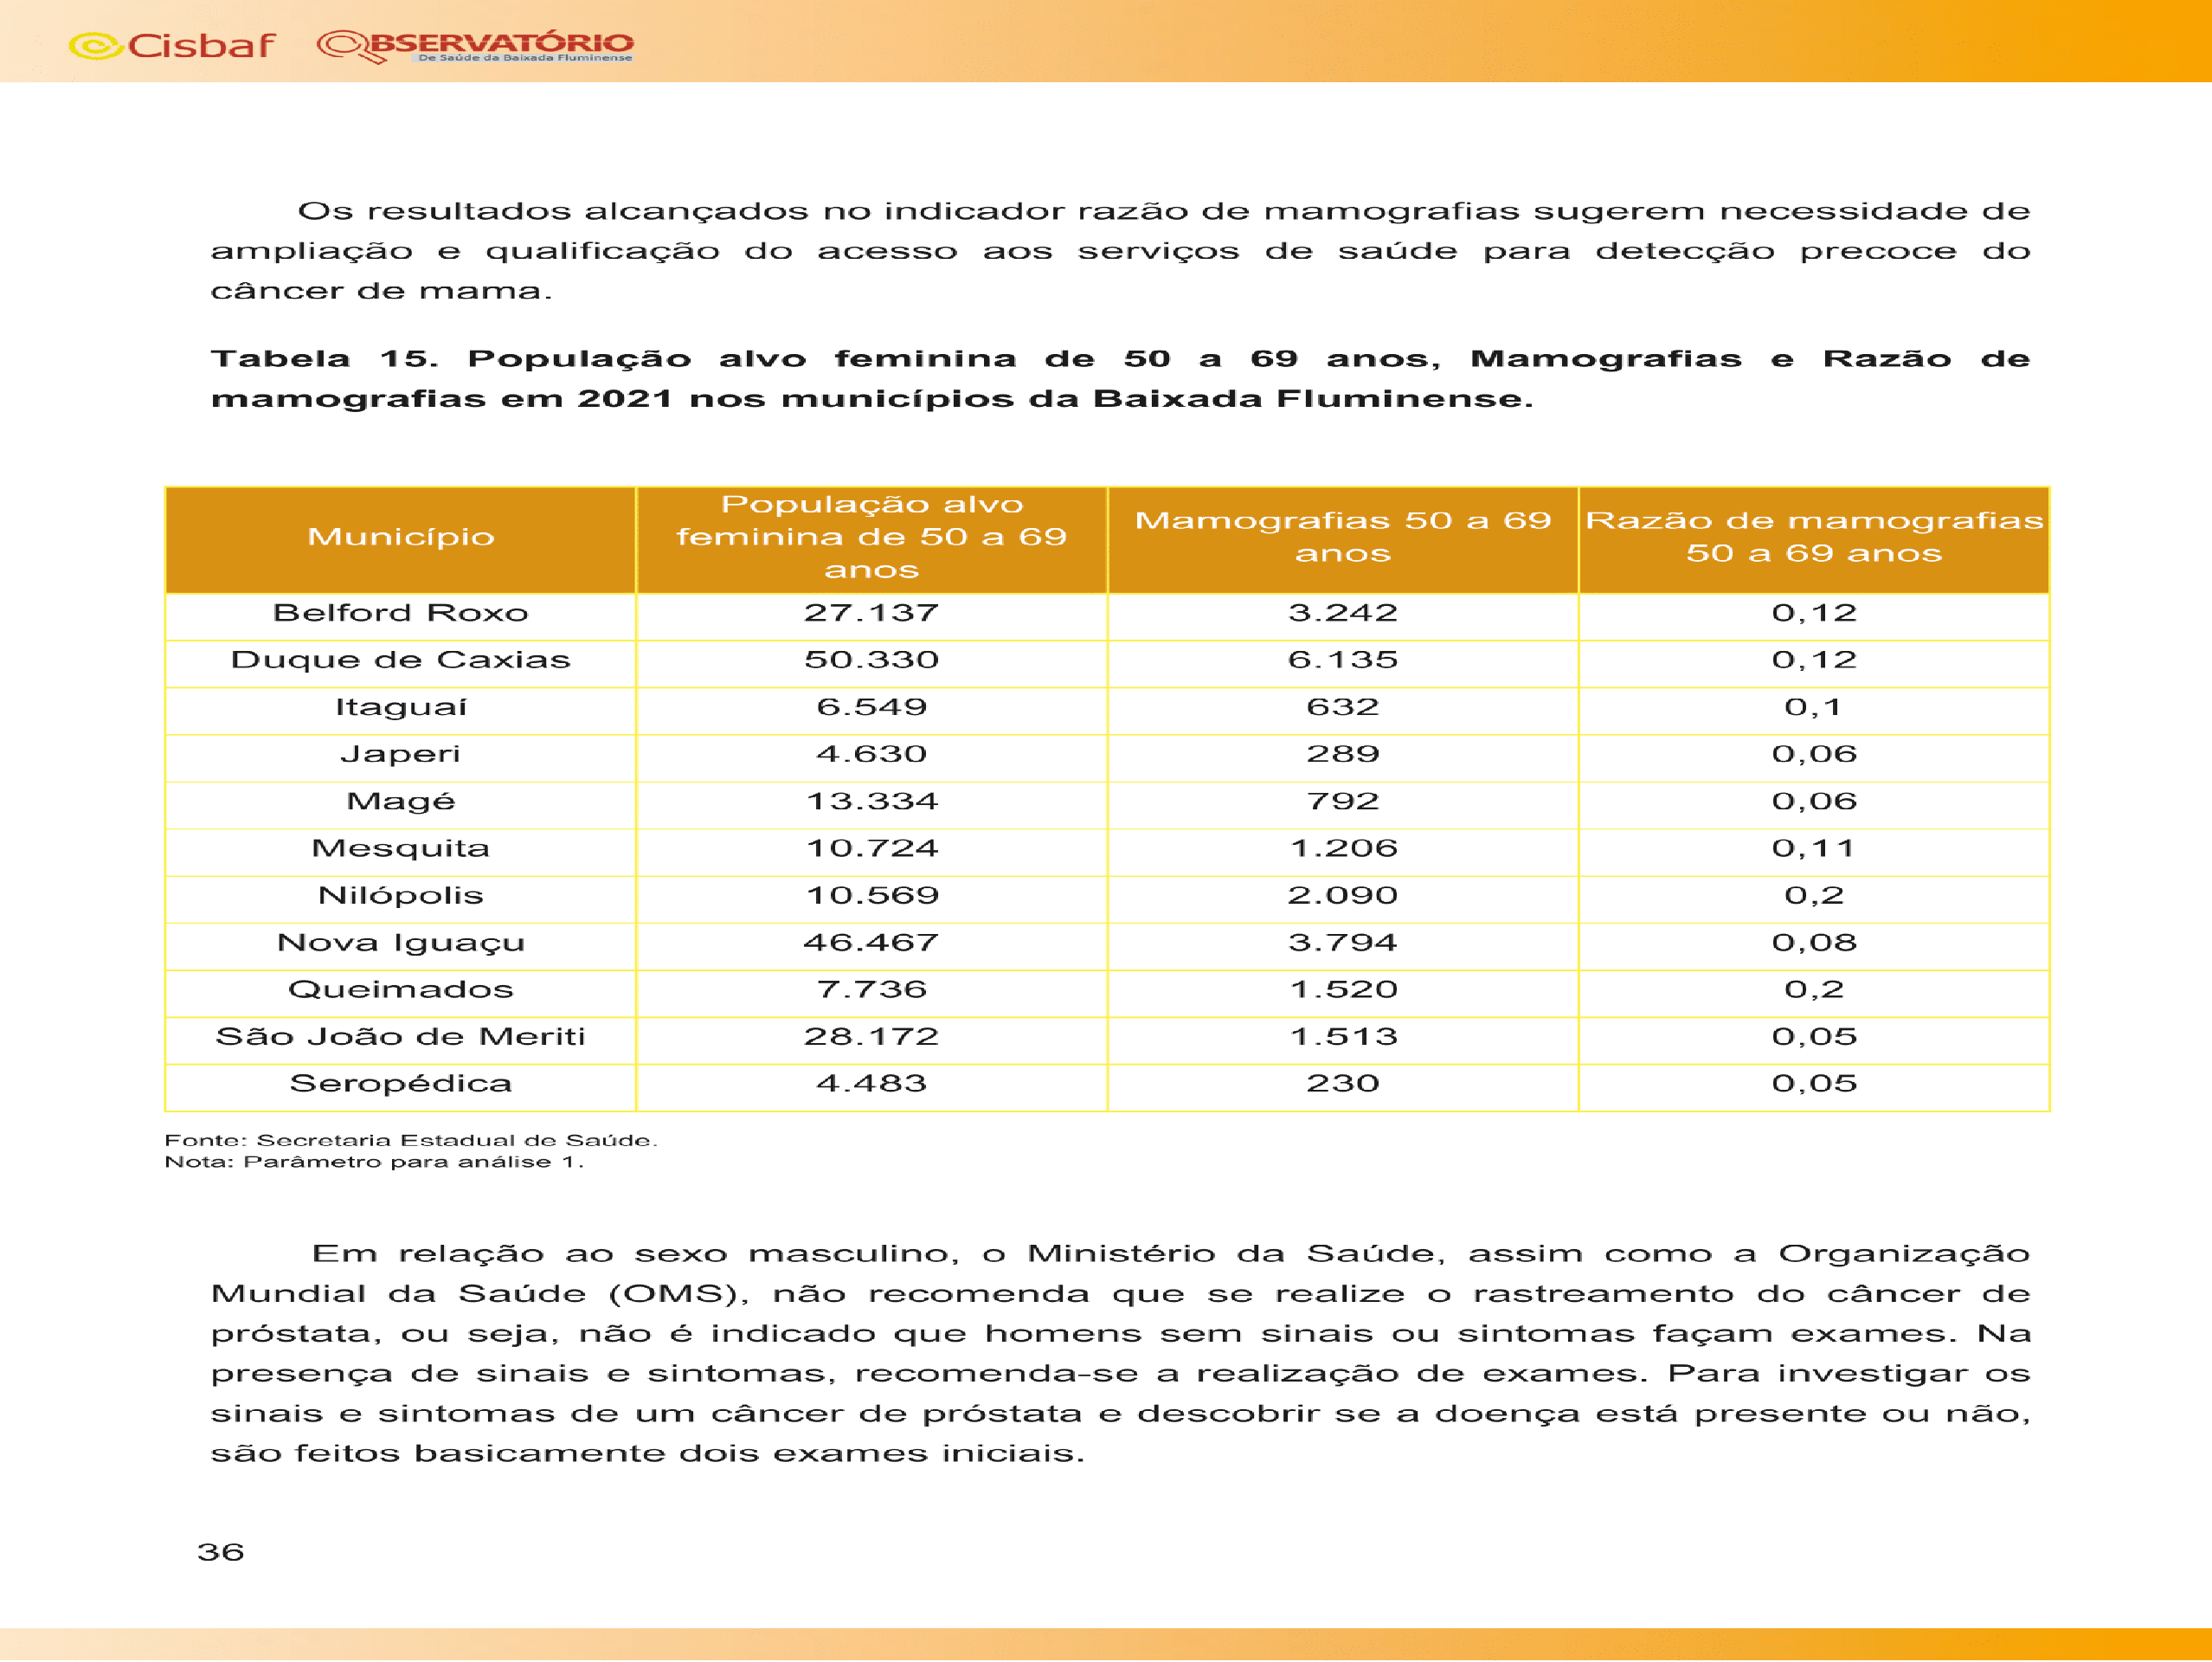 Cisbaf OBSERVATÓRIO
De Saúde da Baixada Fluminense
Os resultados alcançados no indicador razão de mamografias sugerem necessidade de
ampliação e qualificação do acesso aos serviços de saúde para detecção precoce do
câncer de mama.
Tabela 15. População alvo feminina de 50 a 69 anos, Mamografias e Razão de
mamografias em 2021 nos municípios da Baixada Fluminense.
Município | População alvo feminina de 50 a 69 anos | Mamografias 50 a 69 anos | Razão de mamografias 50 a 69 anos
Belford Roxo 27.137 3.242 0,12
Duque de Caxias 50.330 6.135 0,12
Itaguaí 6.549 632 0,1
Japeri 4.630 289 0,06
Magé 13.334 792 0,06
Mesquita 10.724 1.206 0,11
Nilópolis 10.569 2.090 0,2
Nova Iguaçu 46.467 3.794 0,08
Queimados 7.736 1.520 0,2
São João de Meriti 28.172 1.513 0,05
Seropédica 4.483 230 0,05
Fonte: Secretaria Estadual de Saúde.
Nota: Parâmetro para análise 1.
Em relação ao sexo masculino, o Ministério da Saúde, assim como a Organização
Mundial da Saúde (OMS), não recomenda que se realize o rastreamento do câncer de
próstata, ou seja, não é indicado que homens sem sinais ou sintomas façam exames. Na
presença de sinais e sintomas, recomenda-se a realização de exames. Para investigar os
sinais e sintomas de um câncer de próstata e descobrir se a doença está presente ou não,
são feitos basicamente dois exames iniciais.
36